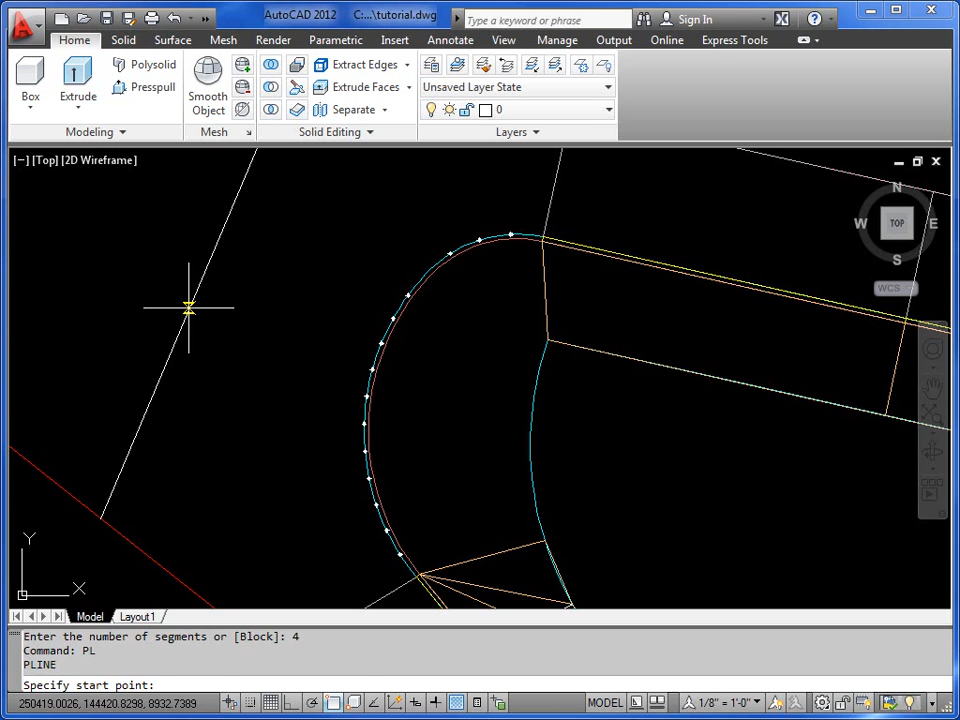 AutoCAD 2012 C:...\tutorial.dwg
Type a keyword or phrase
Sign In
Home Solid Surface Mesh Render Parametric Insert Annotate View Manage Output Online Express Tools
Box
Extrude
Polysolid
Presspull
Smooth
Object
Extract Edges
Extrude Faces
Separate
Unsaved Layer State
0
Modeling
Mesh
Solid Editing
Layers
[−] [Top] [2D Wireframe]
N
W TOP E
S
WCS
Y
X
Model Layout1
Enter the number of segments or [Block]: 4
Command: PL
PLINE
Specify start point:
250419.0026, 144420.8298, 8932.7389
MODEL
1/8" = 1'-0"